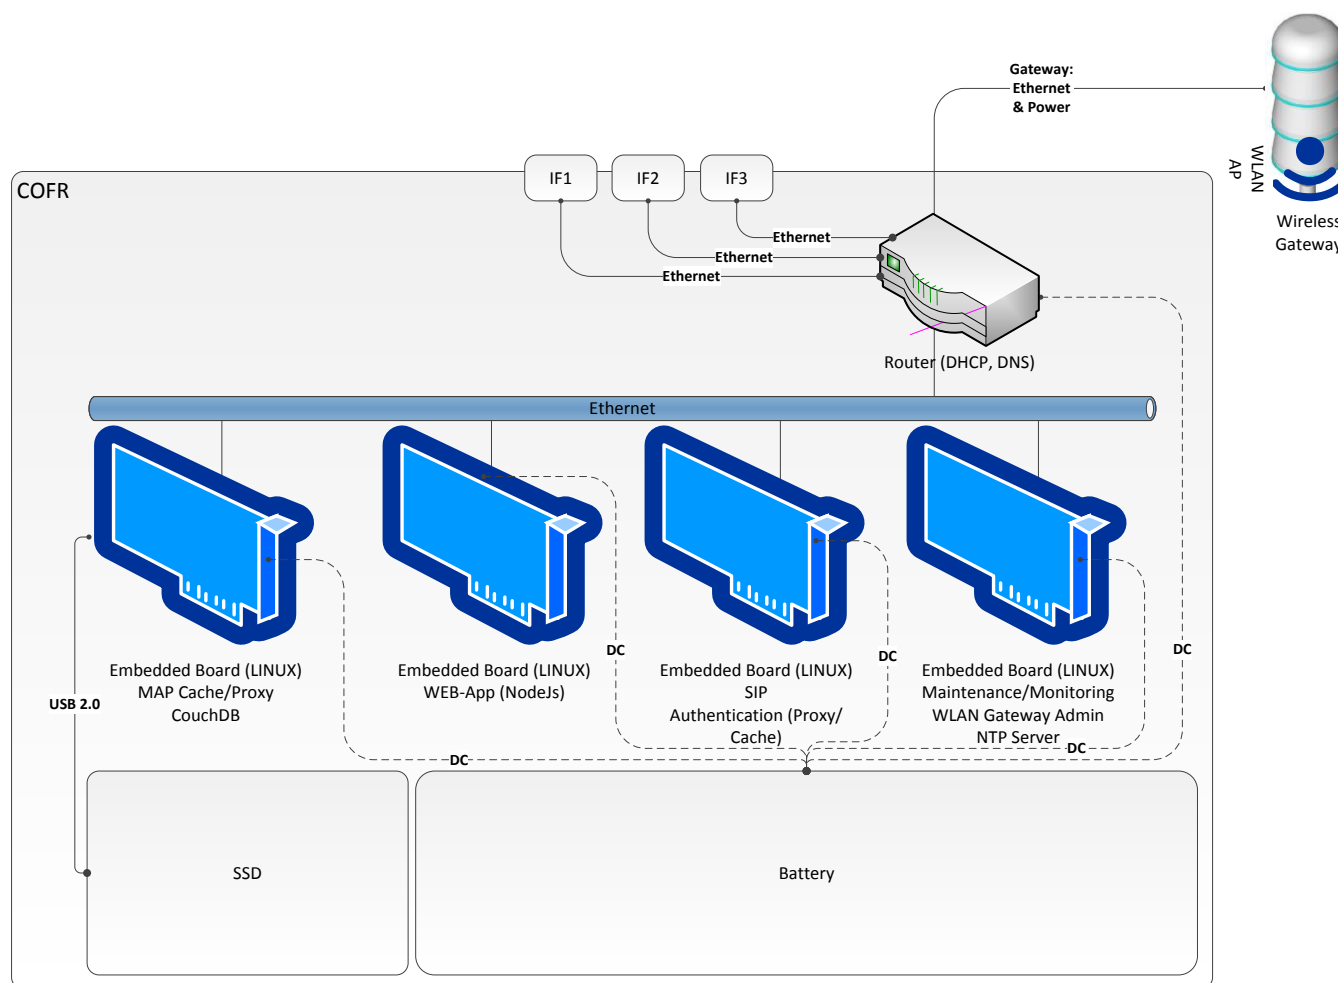 Gateway:
Ethernet
& Power
WLAN
AP
Wireless
Gateway
COFR
IF1
IF2
IF3
Ethernet
Ethernet
Ethernet
Router (DHCP, DNS)
Ethernet
Embedded Board (LINUX)
MAP Cache/Proxy
CouchDB
Embedded Board (LINUX)
WEB-App (NodeJs)
Embedded Board (LINUX)
SIP
Authentication (Proxy/
Cache)
Embedded Board (LINUX)
Maintenance/Monitoring
WLAN Gateway Admin
NTP Server
DC
DC
DC
DC
DC
USB 2.0
SSD
Battery